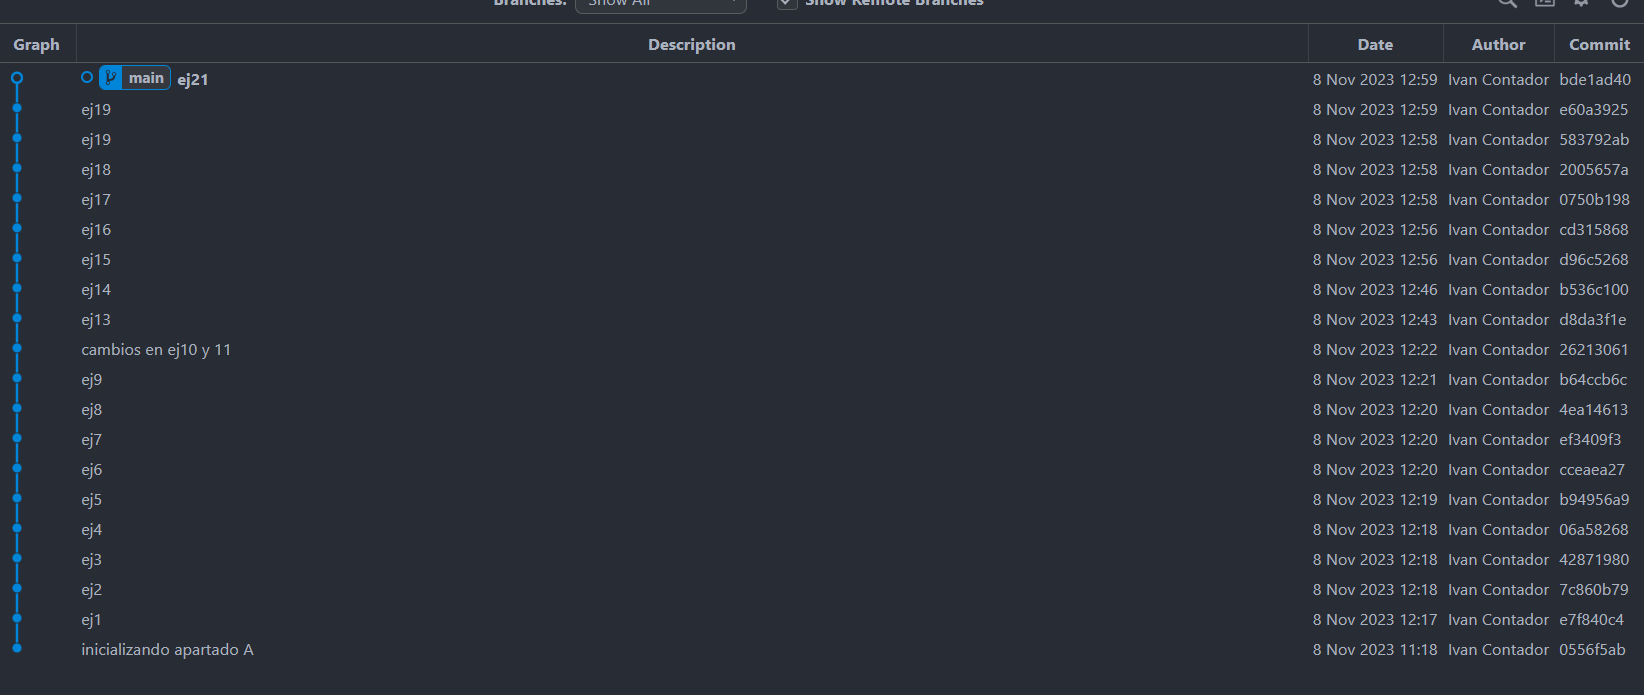 Branches: Show All Show Remote Branches
Graph Description Date Author Commit
main ej21 8 Nov 2023 12:59 Ivan Contador bde1ad40
ej19 8 Nov 2023 12:59 Ivan Contador e60a3925
ej19 8 Nov 2023 12:58 Ivan Contador 583792ab
ej18 8 Nov 2023 12:58 Ivan Contador 2005657a
ej17 8 Nov 2023 12:58 Ivan Contador 0750b198
ej16 8 Nov 2023 12:56 Ivan Contador cd315868
ej15 8 Nov 2023 12:56 Ivan Contador d96c5268
ej14 8 Nov 2023 12:46 Ivan Contador b536c100
ej13 8 Nov 2023 12:43 Ivan Contador d8da3f1e
cambios en ej10 y 11 8 Nov 2023 12:22 Ivan Contador 26213061
ej9 8 Nov 2023 12:21 Ivan Contador b64ccb6c
ej8 8 Nov 2023 12:20 Ivan Contador 4ea14613
ej7 8 Nov 2023 12:20 Ivan Contador ef3409f3
ej6 8 Nov 2023 12:20 Ivan Contador cceaea27
ej5 8 Nov 2023 12:19 Ivan Contador b94956a9
ej4 8 Nov 2023 12:18 Ivan Contador 06a58268
ej3 8 Nov 2023 12:18 Ivan Contador 42871980
ej2 8 Nov 2023 12:18 Ivan Contador 7c860b79
ej1 8 Nov 2023 12:17 Ivan Contador e7f840c4
inicializando apartado A 8 Nov 2023 11:18 Ivan Contador 0556f5ab